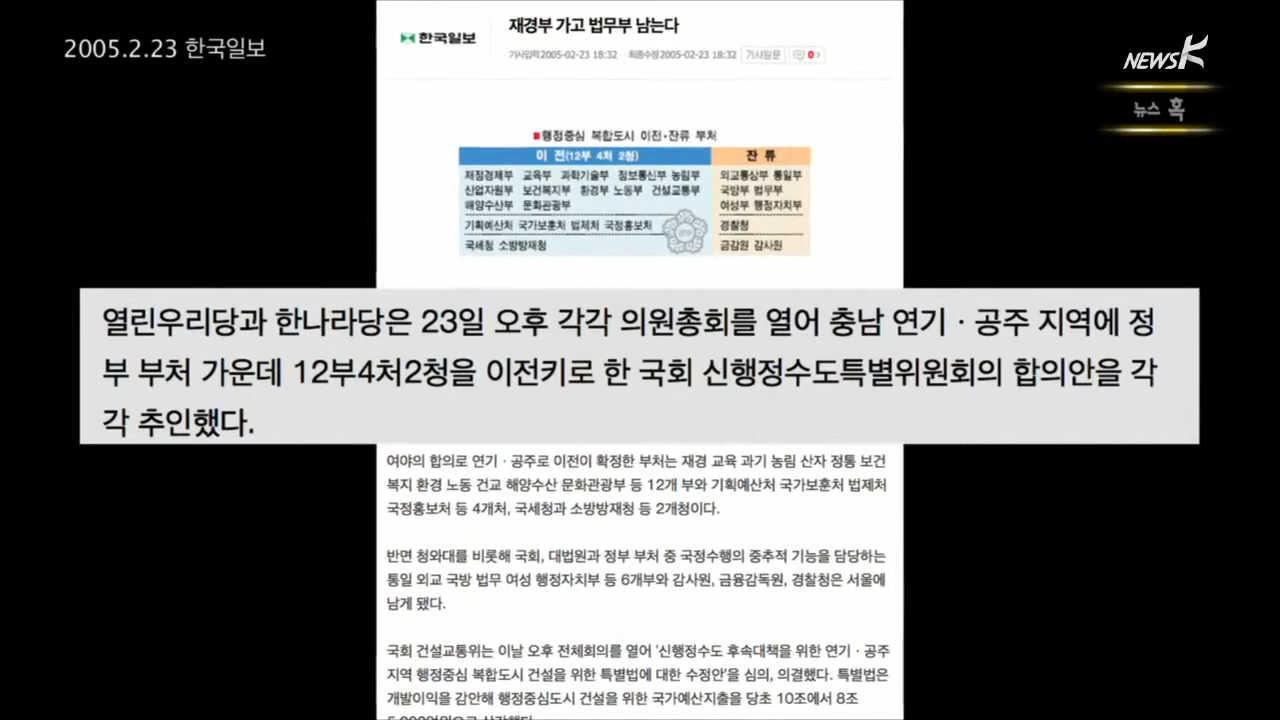 2005.2.23 한국일보
한국일보
재경부 가고 법무부 남는다
기사입력2005-02-23 18:32 최종수정2005-02-23 18:32 기사원문 0
NEWS K
뉴스 혹
■행정중심 복합도시 이전·잔류 부처
이 전(12부 4처 2청) 잔 류
재정경제부 교육부 과학기술부 정보통신부 농림부 외교통상부 통일부
산업자원부 보건복지부 환경부 노동부 건설교통부 국방부 법무부
해양수산부 문화관광부 여성부 행정자치부
기획예산처 국가보훈처 법제처 국정홍보처 경찰청
국세청 소방방재청 금감원 감사원
열린우리당과 한나라당은 23일 오후 각각 의원총회를 열어 충남 연기 · 공주 지역에 정
부 부처 가운데 12부4처2청을 이전키로 한 국회 신행정수도특별위원회의 합의안을 각
각 추인했다.
여야의 합의로 연기 · 공주로 이전이 확정한 부처는 재경 교육 과기 농림 산자 정통 보건
복지 환경 노동 건교 해양수산 문화관광부 등 12개 부와 기획예산처 국가보훈처 법제처
국정홍보처 등 4개처, 국세청과 소방방재청 등 2개청이다.
반면 청와대를 비롯해 국회, 대법원과 정부 부처 중 국정수행의 중추적 기능을 담당하는
통일 외교 국방 법무 여성 행정자치부 등 6개부와 감사원, 금융감독원, 경찰청은 서울에
남게 됐다.
국회 건설교통위는 이날 오후 전체회의를 열어 '신행정수도 후속대책을 위한 연기 · 공주
지역 행정중심 복합도시 건설을 위한 특별법에 대한 수정안'을 심의, 의결했다. 특별법은
개발이익을 감안해 행정중심도시 건설을 위한 국가예산지출을 당초 10조에서 8조